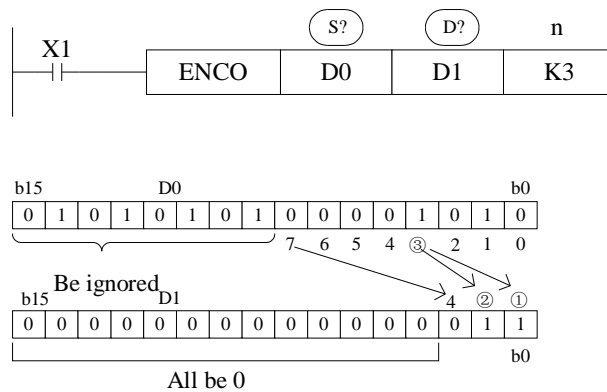 S· D· n
X1
ENCO D0 D1 K3
b15 D0 b0
0 1 0 1 0 1 0 1 0 0 0 0 1 0 1 0
7 6 5 4 ③ 2 1 0
Be ignored
4 ② ①
b15 D1
0 0 0 0 0 0 0 0 0 0 0 0 0 0 1 1
b0
All be 0